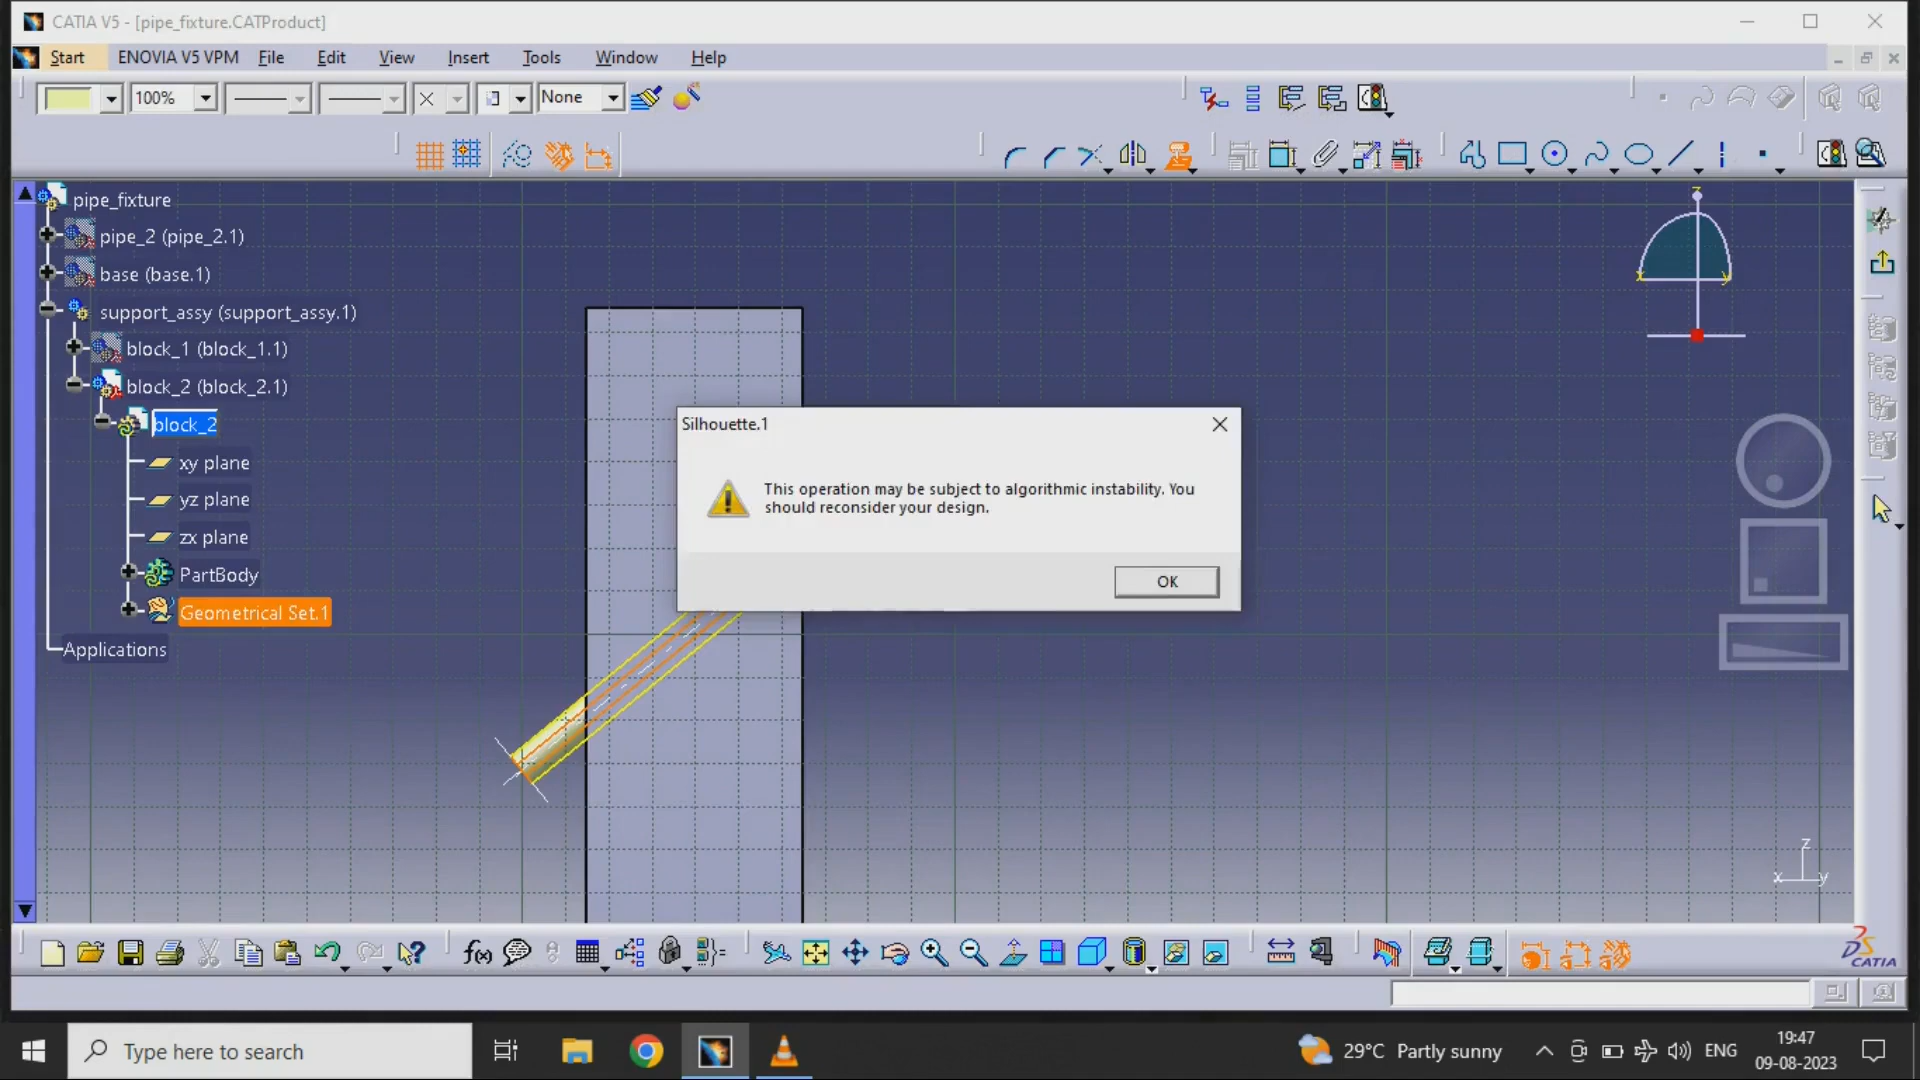 CATIA V5 - [pipe_fixture.CATProduct]
Start ENOVIA V5 VPM File Edit View Insert Tools Window Help
100% None
pipe_fixture
pipe_2 (pipe_2.1)
base (base.1)
support_assy (support_assy.1)
block_1 (block_1.1)
block_2 (block_2.1)
block_2
xy plane
yz plane
zx plane
PartBody
Geometrical Set.1
Applications
Silhouette.1
This operation may be subject to algorithmic instability. You
should reconsider your design.
OK
z
x y
z
x y
f(x)
CATIA
Type here to search
29°C Partly sunny
ENG
19:47
09-08-2023